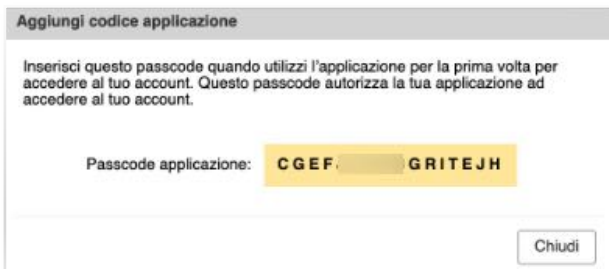 Aggiungi codice applicazione
Inserisci questo passcode quando utilizzi l'applicazione per la prima volta per
accedere al tuo account. Questo passcode autorizza la tua applicazione ad
accedere al tuo account.
Passcode applicazione: CGEF GRITEJH
Chiudi